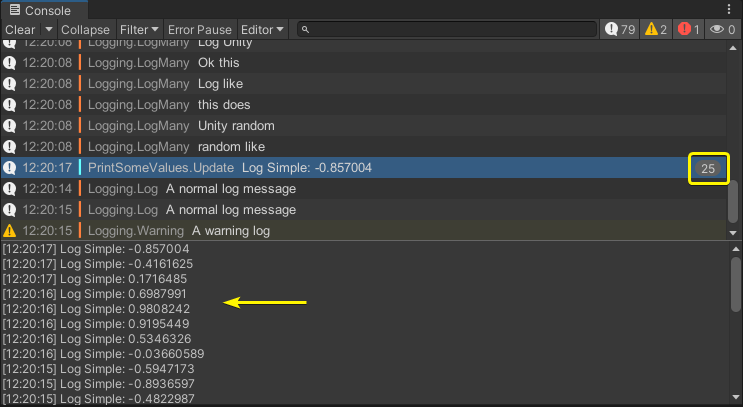 Console
Clear Collapse Filter Error Pause Editor 79 2 1 0
12:20:08 Logging.LogMany Log Unity
12:20:08 Logging.LogMany Ok this
12:20:08 Logging.LogMany Log like
12:20:08 Logging.LogMany this does
12:20:08 Logging.LogMany Unity random
12:20:08 Logging.LogMany random like
12:20:17 PrintSomeValues.Update Log Simple: -0.857004 25
12:20:14 Logging.Log A normal log message
12:20:15 Logging.Log A normal log message
12:20:15 Logging.Warning A warning log
[12:20:17] Log Simple: -0.857004
[12:20:17] Log Simple: -0.4161625
[12:20:17] Log Simple: 0.1716485
[12:20:16] Log Simple: 0.6987991
[12:20:16] Log Simple: 0.9808242
[12:20:16] Log Simple: 0.9195449
[12:20:16] Log Simple: 0.5346326
[12:20:16] Log Simple: -0.03660589
[12:20:15] Log Simple: -0.5947173
[12:20:15] Log Simple: -0.8936597
[12:20:15] Log Simple: -0.4822987